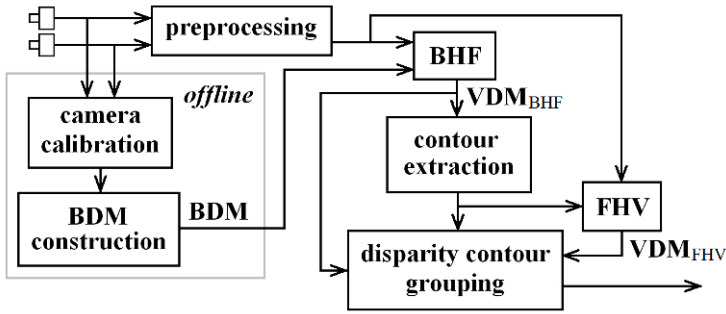 preprocessing
offline
BHF
VDM_BHF
camera
calibration
contour
extraction
BDM
construction
BDM
FHV
VDM_FHV
disparity contour
grouping